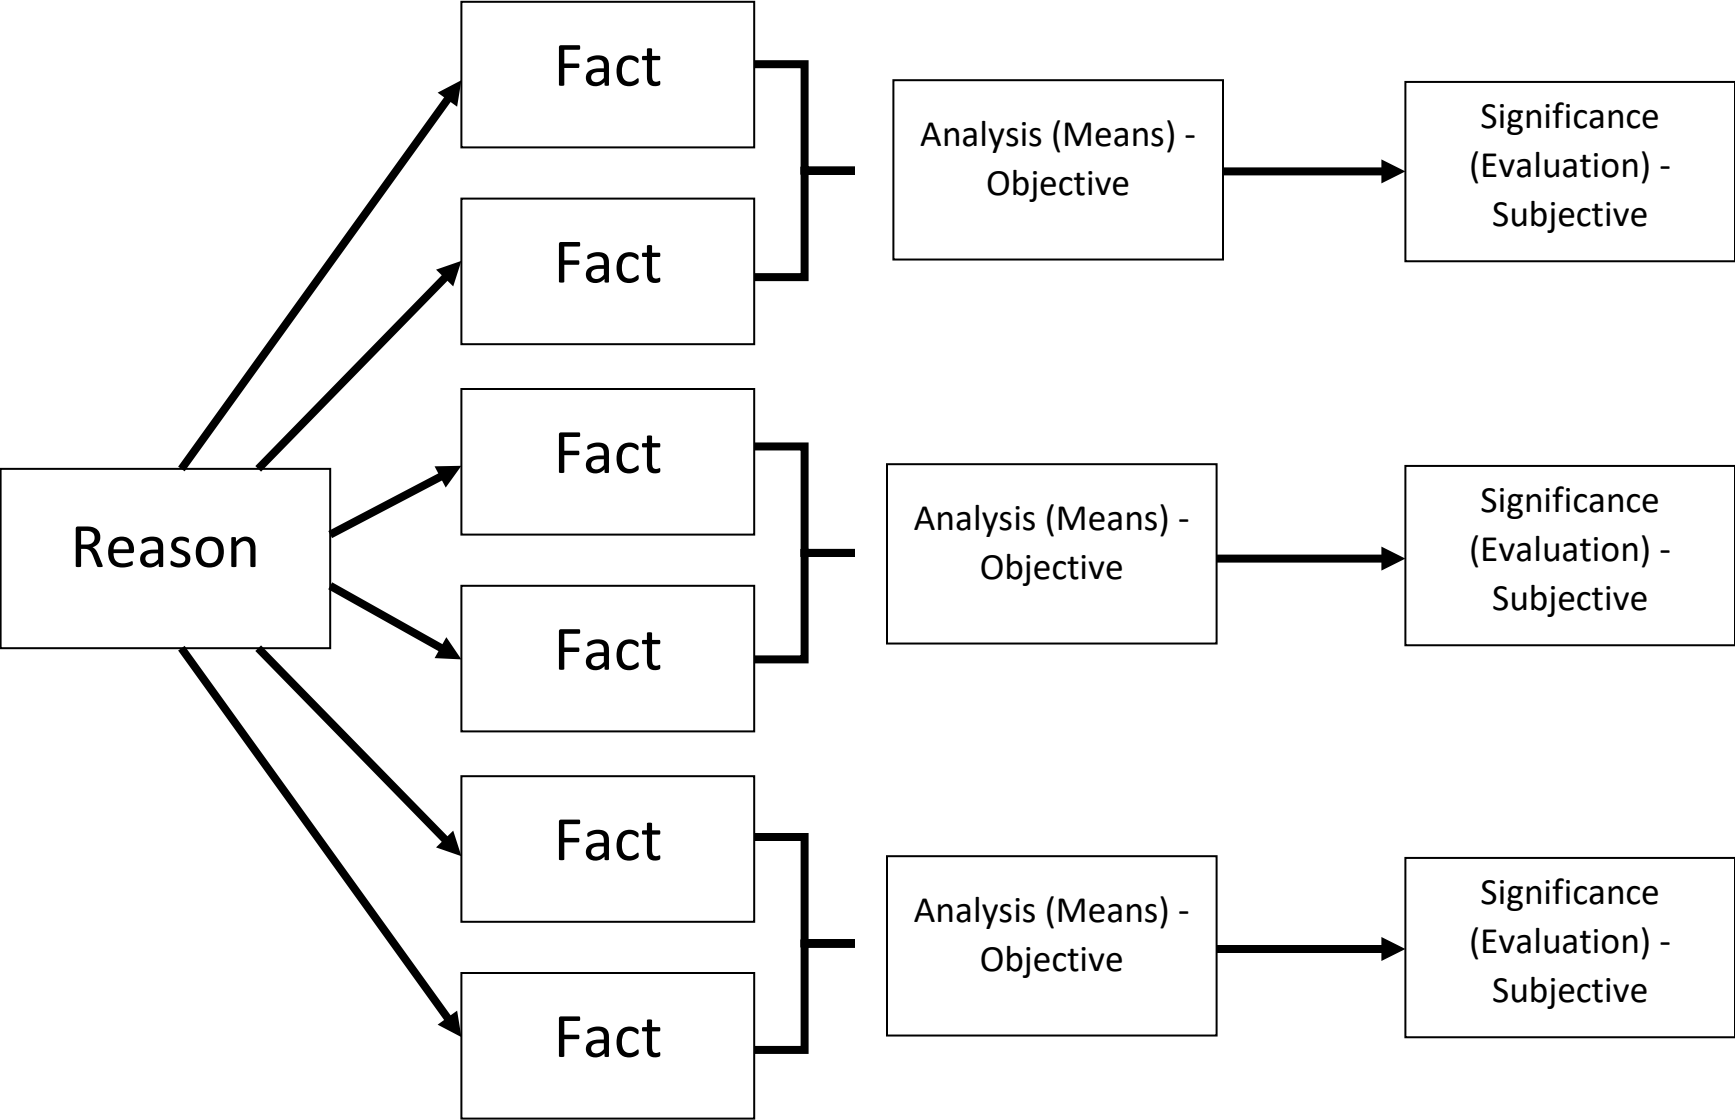 Fact
Fact
Analysis (Means) -
Objective
Significance
(Evaluation) -
Subjective
Reason
Fact
Fact
Analysis (Means) -
Objective
Significance
(Evaluation) -
Subjective
Fact
Fact
Analysis (Means) -
Objective
Significance
(Evaluation) -
Subjective